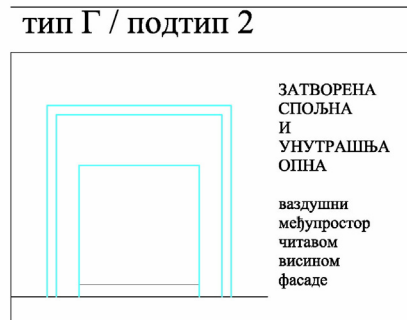 тип Г / подтип 2
ЗАТВОРЕНА
СПОЉНА
И
УНУТРАШЊА
ОПНА
ваздушни
међупростор
читавом
висином
фасаде